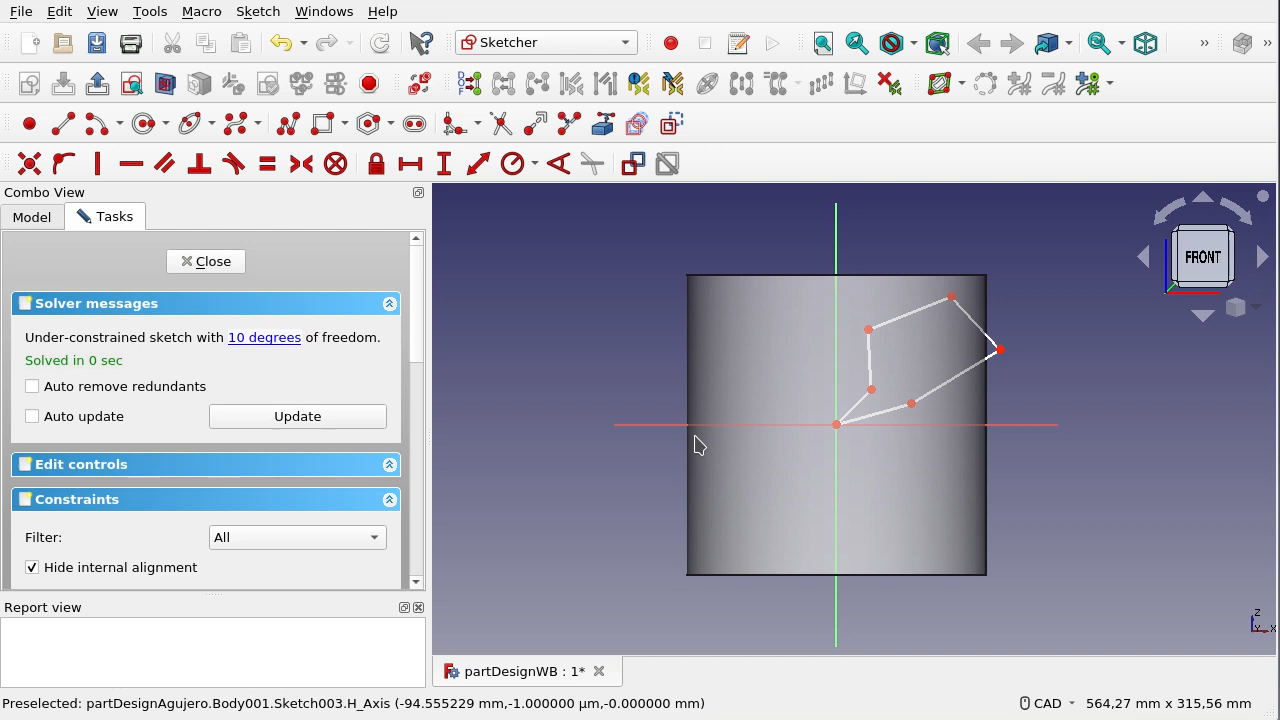 File Edit View Tools Macro Sketch Windows Help
Sketcher
Combo View
Model Tasks
Close
Solver messages
Under-constrained sketch with 10 degrees of freedom.
Solved in 0 sec
Auto remove redundants
Auto update Update
Edit controls
Constraints
Filter: All
Hide internal alignment
Report view
FRONT
Z
X
partDesignWB : 1*
Preselected: partDesignAgujero.Body001.Sketch003.H_Axis (-94.555229 mm,-1.000000 µm,-0.000000 mm) CAD 564,27 mm x 315,56 mm